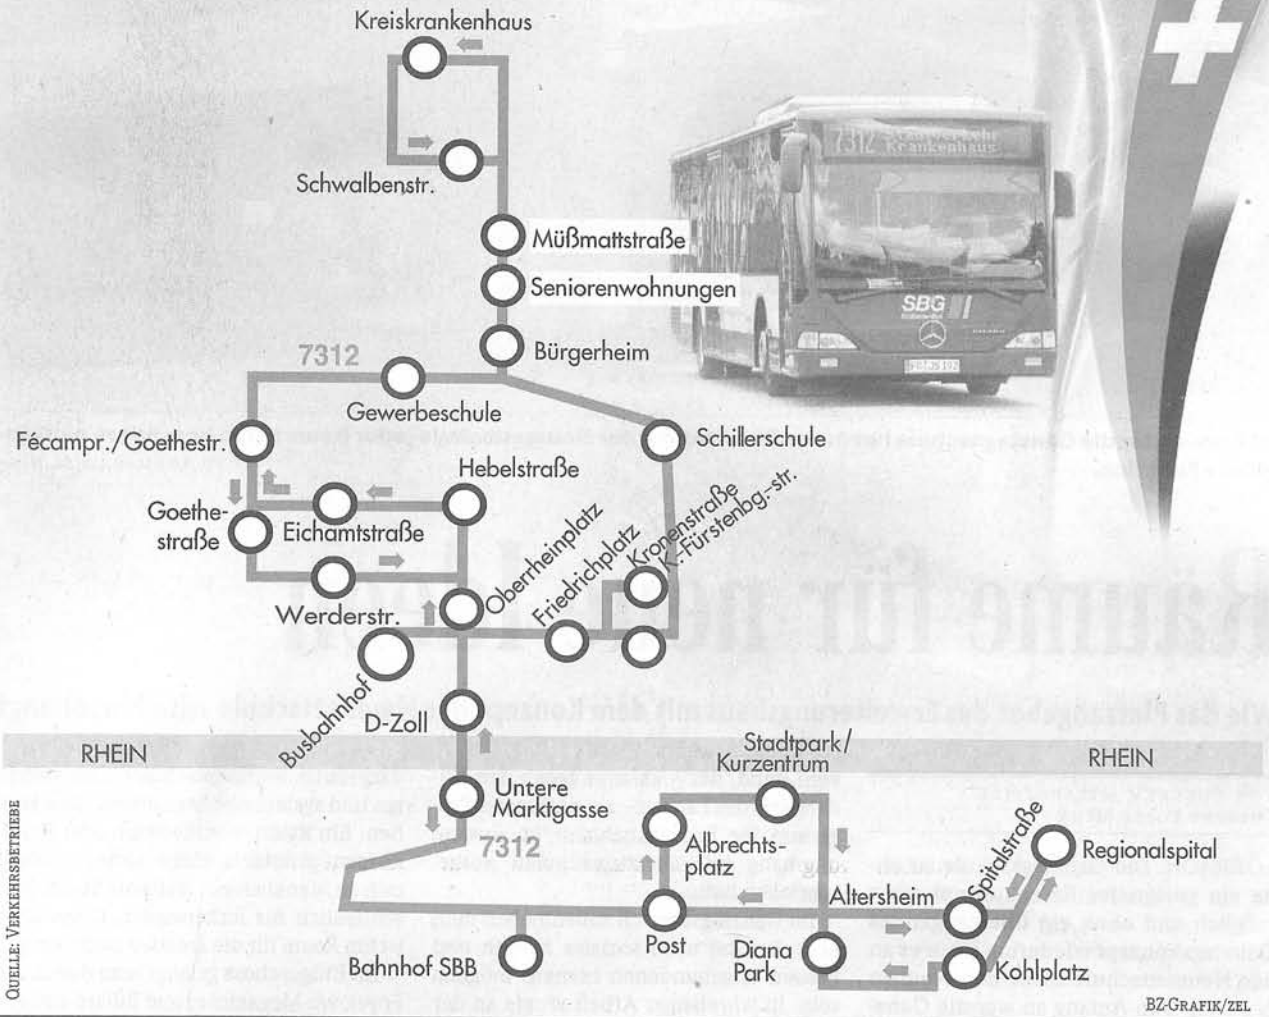 Kreiskrankenhaus
Schwalbenstr.
7312
Krankenhaus
Müßmattstraße
Seniorenwohnungen
SBG
Bürgerheim
7312
Gewerbeschule
Fécampr./Goethestr.
Schillerschule
Hebelstraße
Goethe-
straße
Eichamtstraße
Oberrheinplatz
Friedrichplatz
Kronenstraße
K.-Fürstenbg.-str.
Werderstr.
Busbahnhof
D-Zoll
RHEIN
Stadtpark/
Kurzentrum
RHEIN
Untere
Marktgasse
7312
Albrechts-
platz
Spitalstraße
Regionalspital
Altersheim
Post
Diana
Park
Kohlplatz
Bahnhof SBB
QUELLE: VERKEHRSBETRIEBE
BZ-GRAFIK/ZEL